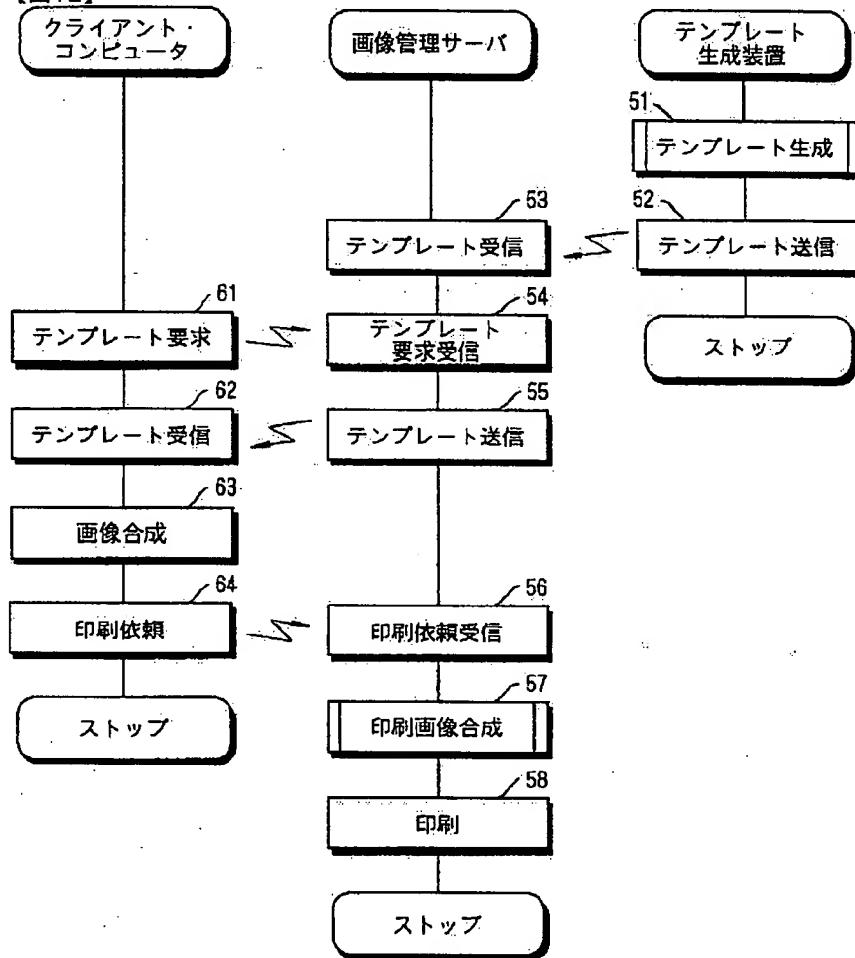 クライアント・
コンピュータ
画像管理サーバ
テンプレート
生成装置
51
テンプレート生成
53
52
テンプレート受信
テンプレート送信
61
54
テンプレート要求
テンプレート
要求受信
ストップ
62
55
テンプレート受信
テンプレート送信
63
画像合成
64
56
印刷依頼
印刷依頼受信
57
ストップ
印刷画像合成
58
印刷
ストップ